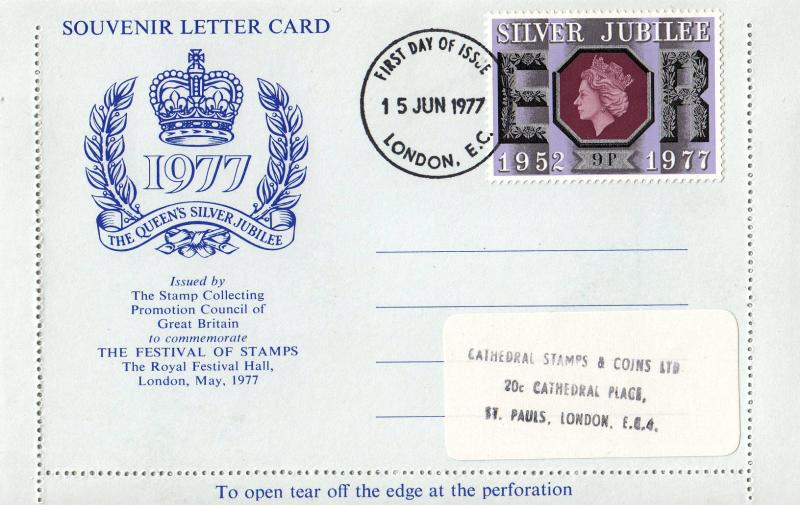 SOUVENIR LETTER CARD
1977
THE QUEEN'S SILVER JUBILEE
Issued by
The Stamp Collecting
Promotion Council of
Great Britain
to commemorate
THE FESTIVAL OF STAMPS
The Royal Festival Hall,
London, May, 1977
FIRST DAY OF ISSUE
15 JUN 1977
LONDON, E.C.
SILVER JUBILEE
E R
1952 9P 1977
CATHEDRAL STAMPS & COINS LTD
20c CATHEDRAL PLACE,
ST. PAULS, LONDON, E.C.4.
To open tear off the edge at the perforation